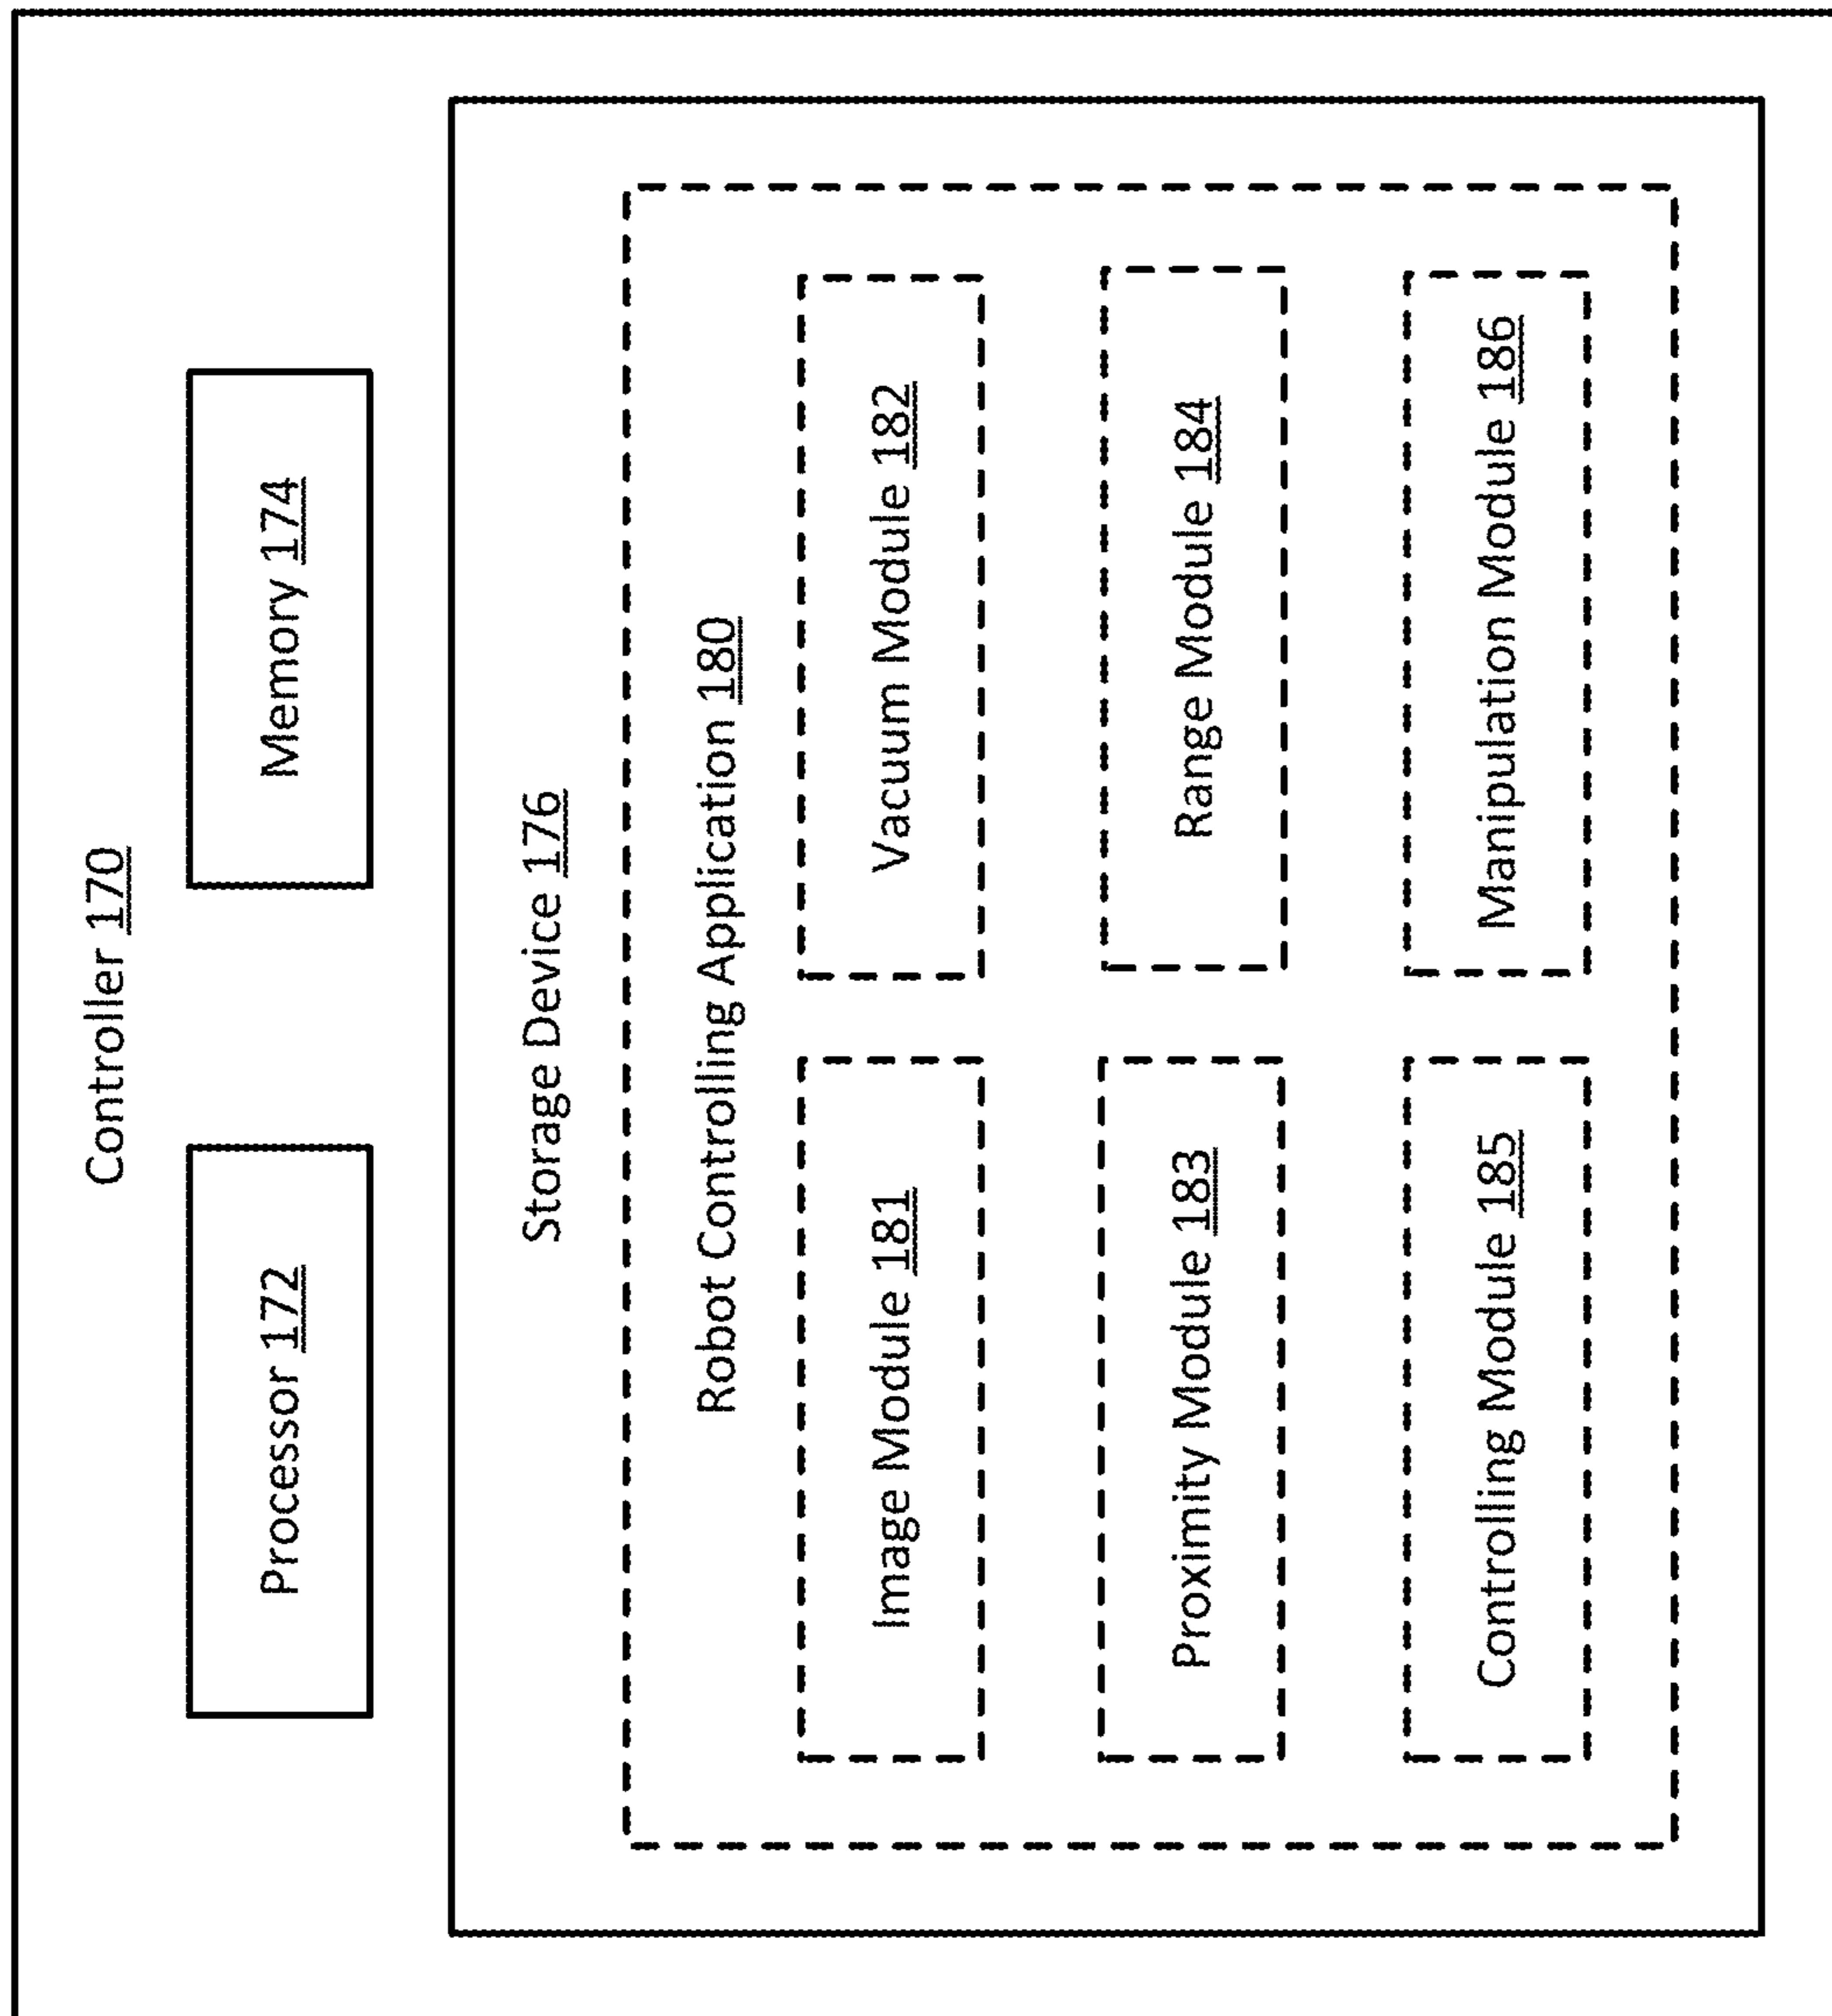 Controller 170
Processor 172
Memory 174
Storage Device 176
Robot Controlling Application 180
Image Module 181
Vacuum Module 182
Proximity Module 183
Range Module 184
Controlling Module 185
Manipulation Module 186